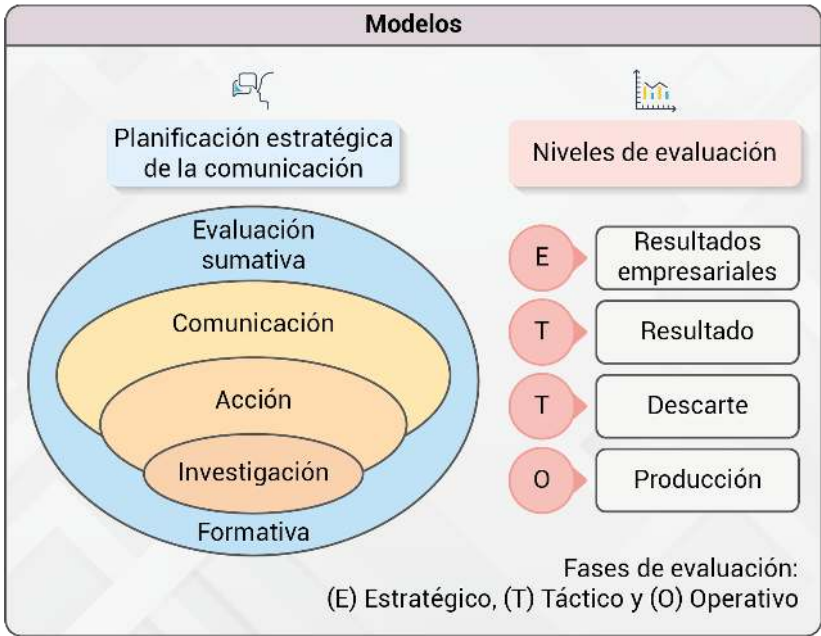 Modelos
Planificación estratégica
de la comunicación
Evaluación
sumativa
Comunicación
Acción
Investigación
Formativa
Niveles de evaluación
E
Resultados
empresariales
T
Resultado
T
Descarte
O
Producción
Fases de evaluación:
(E) Estratégico, (T) Táctico y (O) Operativo